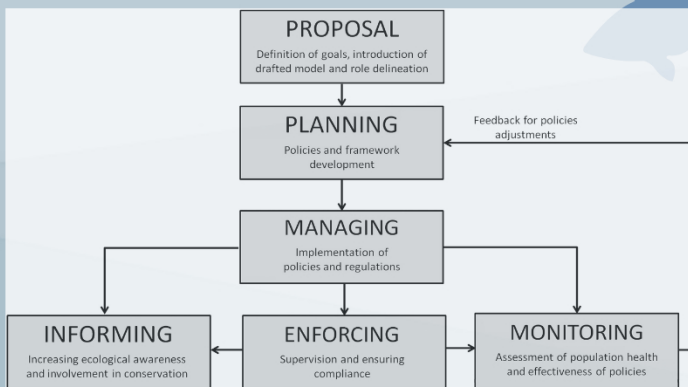 PROPOSAL
Definition of goals, introduction of
drafted model and role delineation
PLANNING
Policies and framework
development
Feedback for policies
adjustments
MANAGING
Implementation of
policies and regulations
INFORMING
Increasing ecological awareness
and involvement in conservation
ENFORCING
Supervision and ensuring
compliance
MONITORING
Assessment of population health
and effectiveness of policies